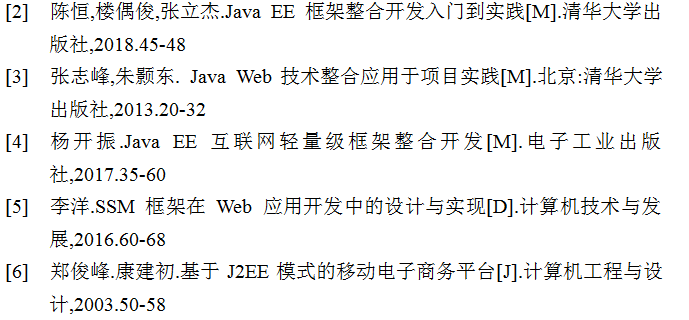 [2] 陈恒,楼偶俊,张立杰.Java EE 框架整合开发入门到实践[M].清华大学出
版社,2018.45-48
[3] 张志峰,朱颢东. Java Web 技术整合应用于项目实践[M].北京:清华大学
出版社,2013.20-32
[4] 杨开振.Java EE 互联网轻量级框架整合开发[M].电子工业出版
社,2017.35-60
[5] 李洋.SSM 框架在 Web 应用开发中的设计与实现[D].计算机技术与发
展,2016.60-68
[6] 郑俊峰.康建初.基于 J2EE 模式的移动电子商务平台[J].计算机工程与设
计,2003.50-58